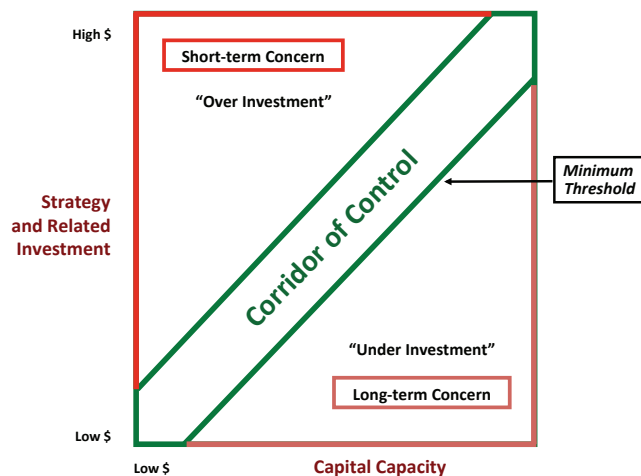 High $
Short-term Concern
“Over Investment”
Corridor of Control
Minimum
Threshold
Strategy
and Related
Investment
“Under Investment”
Long-term Concern
Low $
Low $
Capital Capacity